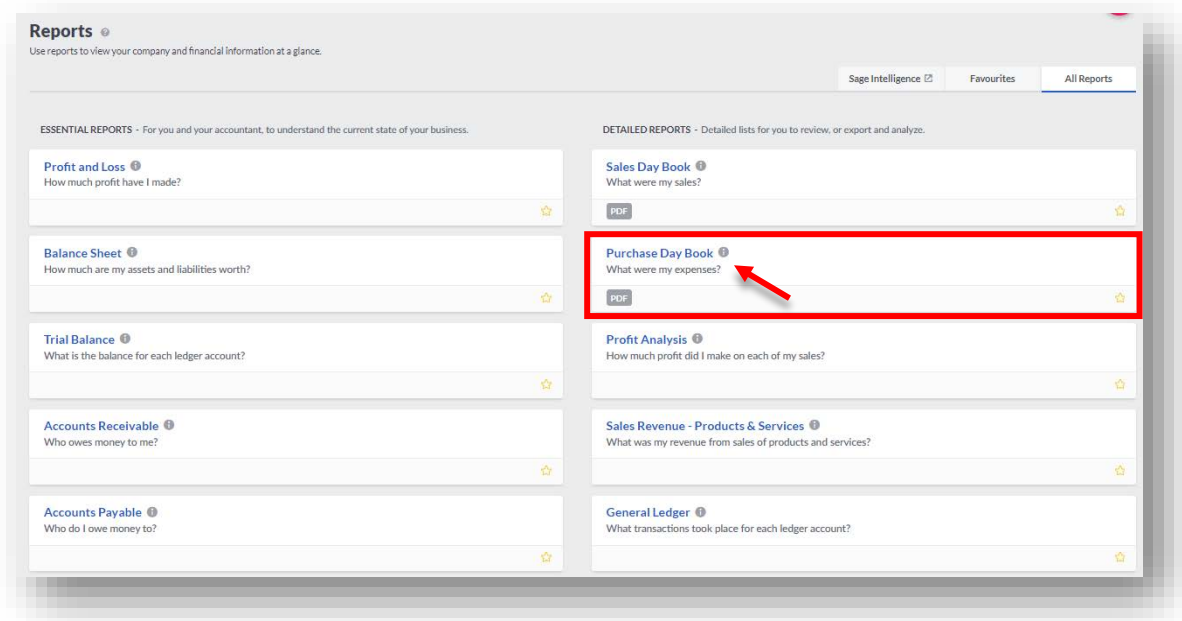 Reports
Use reports to view your company and financial information at a glance.
Sage Intelligence
Favourites
All Reports
ESSENTIAL REPORTS - For you and your accountant, to understand the current state of your business.
Profit and Loss
How much profit have I made?
Balance Sheet
How much are my assets and liabilities worth?
Trial Balance
What is the balance for each ledger account?
Accounts Receivable
Who owes money to me?
Accounts Payable
Who do I owe money to?
DETAILED REPORTS - Detailed lists for you to review, or export and analyze.
Sales Day Book
What were my sales?
PDF
Purchase Day Book
What were my expenses?
PDF
Profit Analysis
How much profit did I make on each of my sales?
Sales Revenue - Products & Services
What was my revenue from sales of products and services?
General Ledger
What transactions took place for each ledger account?